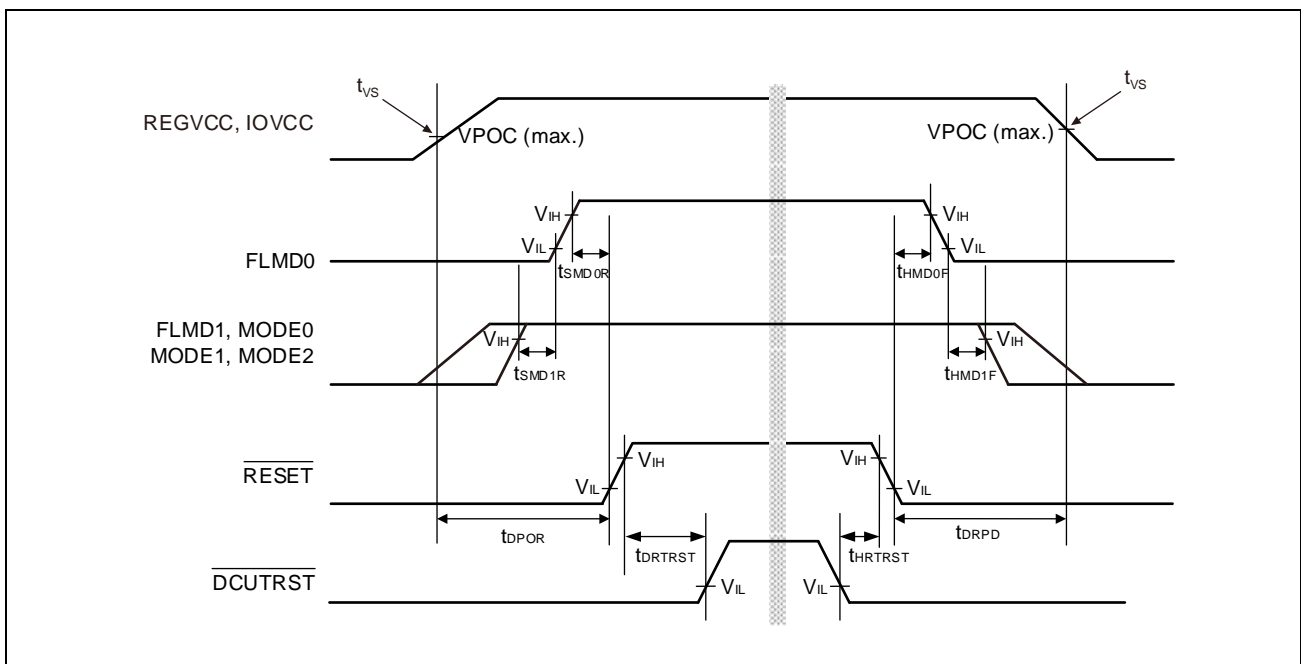 tVS
tVS
REGVCC, IOVCC
VPOC (max.)
VPOC (max.)
VIH
VIH
VIL
VIL
FLMD0
tSMD0R
tHMD0F
FLMD1, MODE0
MODE1, MODE2
VIH
VIH
tSMD1R
tHMD1F
RESET
VIH
VIH
VIL
VIL
tDPOR
tDRTRST
tHRTRST
tDRPD
DCUTRST
VIL
VIL